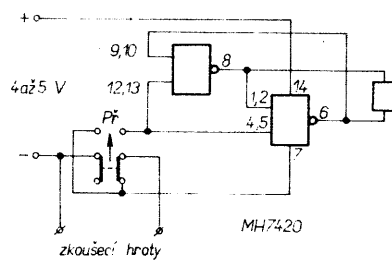 +
9,10
8
4až5 V
12,13
14
1,2
Př
4,5
6
7
−
MH7420
zkoušecí hroty